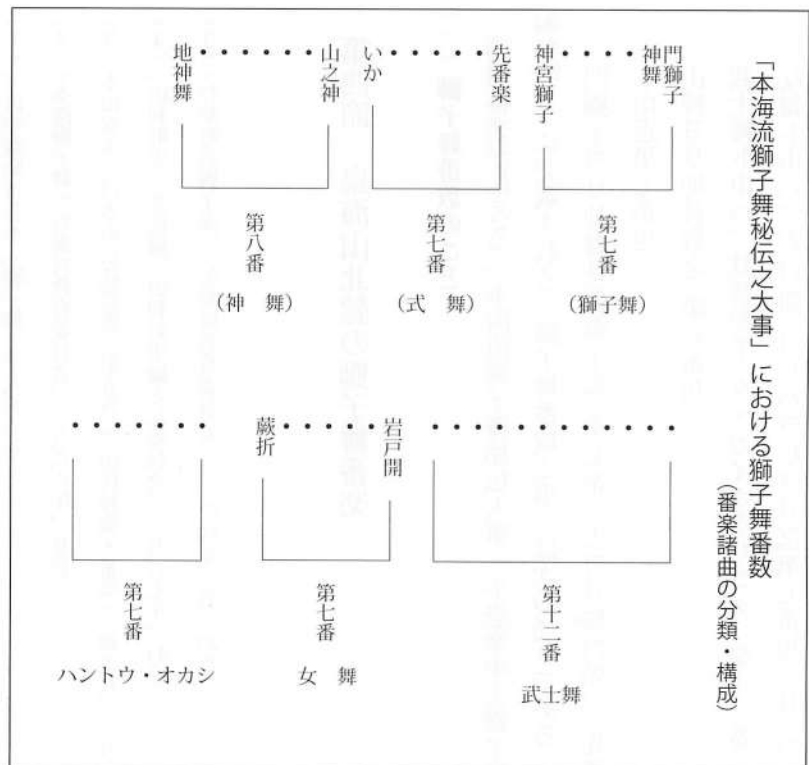 「本海流獅子舞秘伝之大事」における獅子舞番数
（番楽諸曲の分類・構成）
門獅子
神舞
・・・・
神宮獅子
第七番
（獅子舞）
先番楽
・・・・・
いか
第七番
（式　舞）
山之神
・・・・・・
地神舞
第八番
（神　舞）
・・・・・・・・・・・・
第十二番
武士舞
岩戸開
・・・・・
蕨折
第七番
女　舞
・・・・・・・
第七番
ハントウ・オカシ